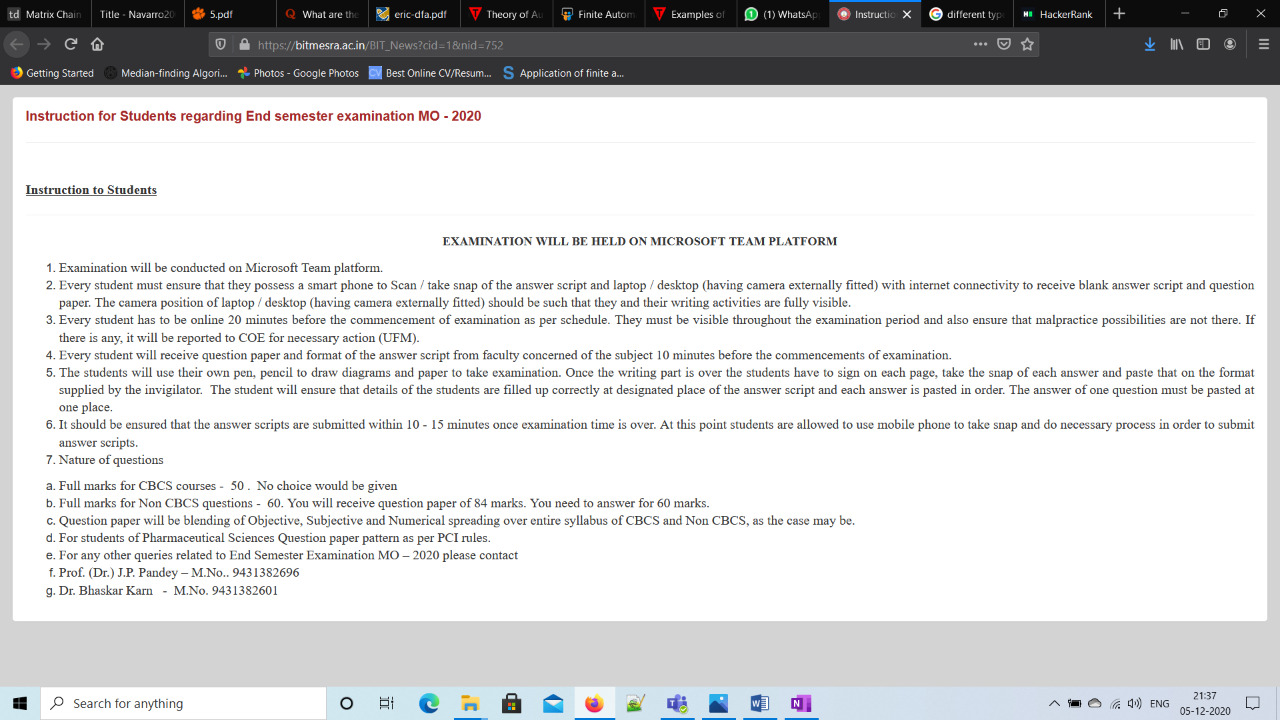 Matrix Chain
Title - Navarro20
5.pdf
What are the
eric-dfa.pdf
Theory of Au
Finite Autom
Examples of
(1) WhatsAp
Instructio
different typ
HackerRank
https://bitmesra.ac.in/BIT_News?cid=1&nid=752
Getting Started
Median-finding Algori...
Photos - Google Photos
Best Online CV/Resum...
Application of finite a...
Instruction for Students regarding End semester examination MO - 2020
Instruction to Students
EXAMINATION WILL BE HELD ON MICROSOFT TEAM PLATFORM
1. Examination will be conducted on Microsoft Team platform.
2. Every student must ensure that they possess a smart phone to Scan / take snap of the answer script and laptop / desktop (having camera externally fitted) with internet connectivity to receive blank answer script and question
paper. The camera position of laptop / desktop (having camera externally fitted) should be such that they and their writing activities are fully visible.
3. Every student has to be online 20 minutes before the commencement of examination as per schedule. They must be visible throughout the examination period and also ensure that malpractice possibilities are not there. If
there is any, it will be reported to COE for necessary action (UFM).
4. Every student will receive question paper and format of the answer script from faculty concerned of the subject 10 minutes before the commencements of examination.
5. The students will use their own pen, pencil to draw diagrams and paper to take examination. Once the writing part is over the students have to sign on each page, take the snap of each answer and paste that on the format
supplied by the invigilator. The student will ensure that details of the students are filled up correctly at designated place of the answer script and each answer is pasted in order. The answer of one question must be pasted at
one place.
6. It should be ensured that the answer scripts are submitted within 10 - 15 minutes once examination time is over. At this point students are allowed to use mobile phone to take snap and do necessary process in order to submit
answer scripts.
7. Nature of questions
a. Full marks for CBCS courses - 50 . No choice would be given
b. Full marks for Non CBCS questions - 60. You will receive question paper of 84 marks. You need to answer for 60 marks.
c. Question paper will be blending of Objective, Subjective and Numerical spreading over entire syllabus of CBCS and Non CBCS, as the case may be.
d. For students of Pharmaceutical Sciences Question paper pattern as per PCI rules.
e. For any other queries related to End Semester Examination MO – 2020 please contact
f. Prof. (Dr.) J.P. Pandey – M.No.. 9431382696
g. Dr. Bhaskar Karn - M.No. 9431382601
Search for anything
ENG
21:37
05-12-2020